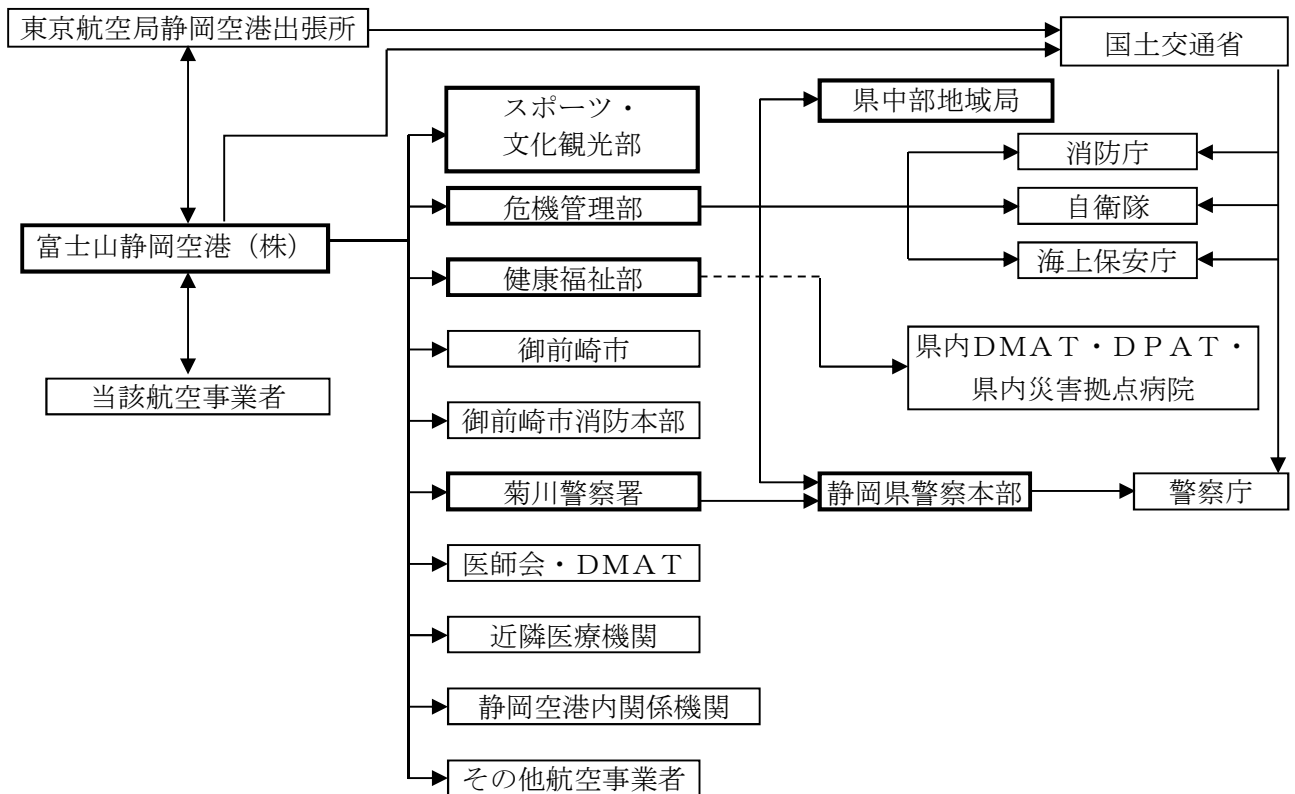 東京航空局静岡空港出張所
国土交通省
スポーツ・
文化観光部
県中部地域局
消防庁
危機管理部
自衛隊
富士山静岡空港（株）
健康福祉部
海上保安庁
御前崎市
県内ＤＭＡＴ・ＤＰＡＴ・
県内災害拠点病院
当該航空事業者
御前崎市消防本部
菊川警察署
静岡県警察本部
警察庁
医師会・ＤＭＡＴ
近隣医療機関
静岡空港内関係機関
その他航空事業者